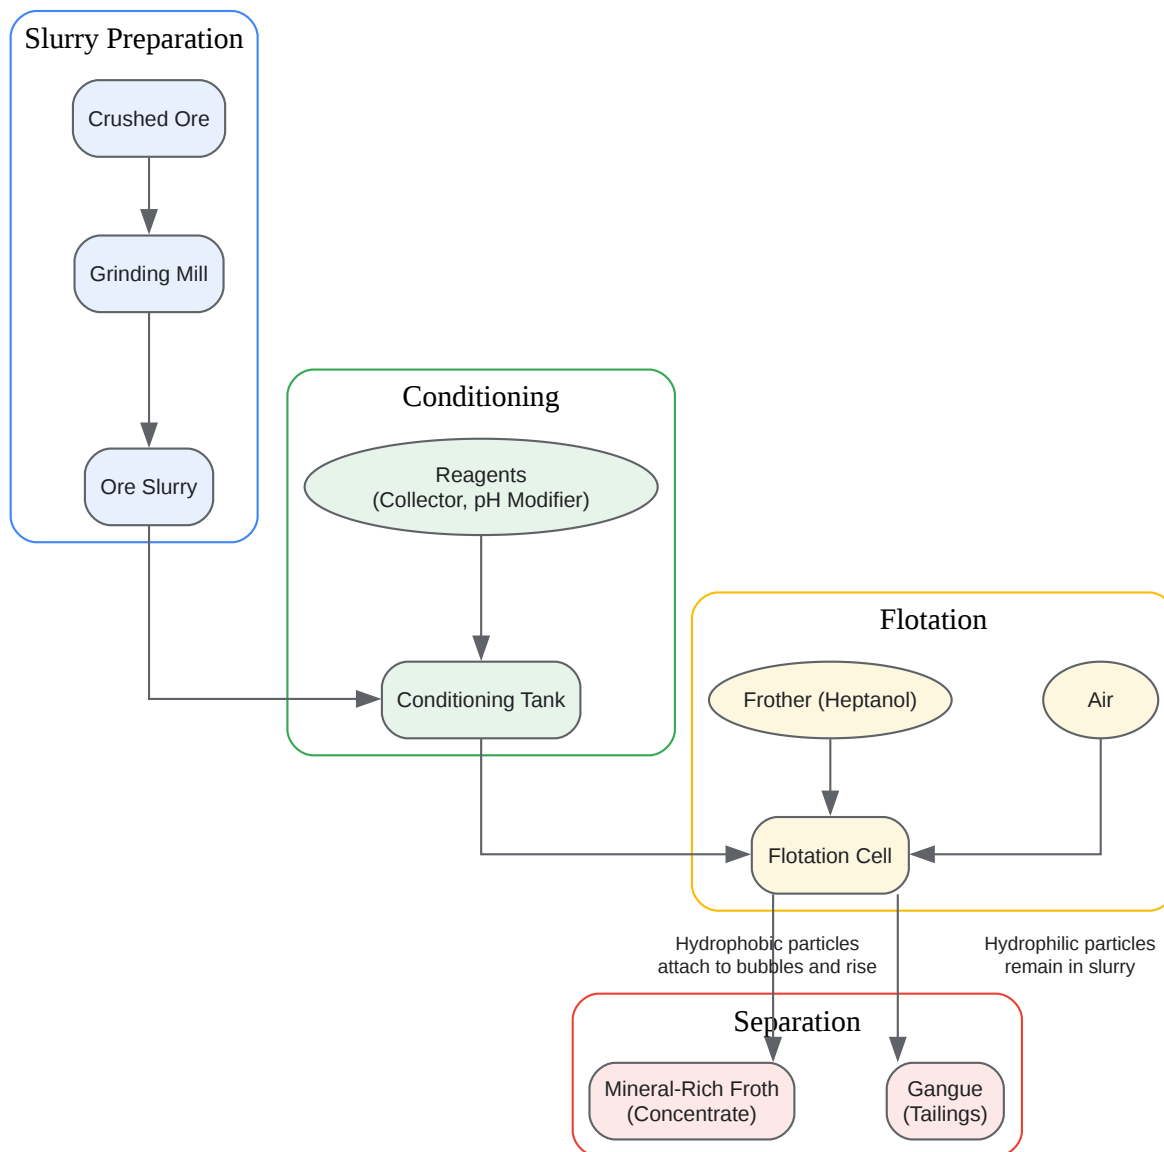 Slurry Preparation
Crushed Ore
Grinding Mill
Ore Slurry
Conditioning
Reagents
(Collector, pH Modifier)
Conditioning Tank
Flotation
Frother (Heptanol)
Air
Flotation Cell
Hydrophobic particles
attach to bubbles and rise
Hydrophilic particles
remain in slurry
Separation
Mineral-Rich Froth
(Concentrate)
Gangue
(Tailings)